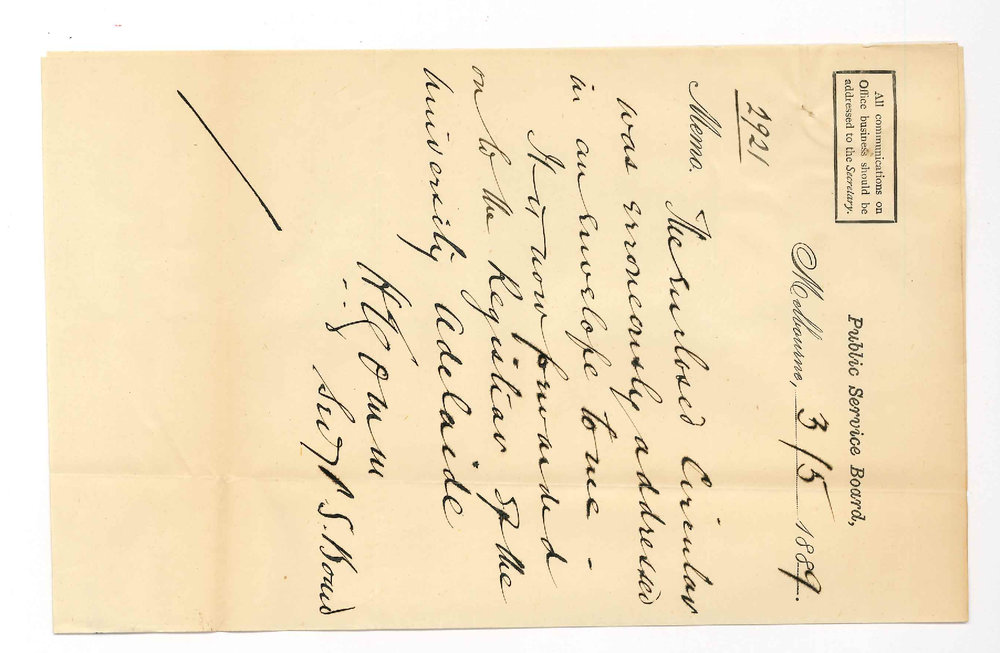 All communications on
Office business should be
addressed to the Secretary.
Public Service Board,
Melbourne, 3/5 1889.
2921
Memo. The Enclosed Circular
was erroneously addressed
in an envelope to me -
It is now forwarded
on to the Registrar of the
University Adelaide
Secy P. S. Board